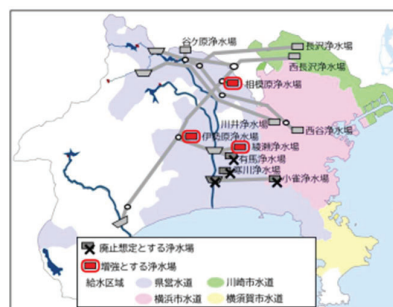 谷ケ原浄水場
長沢浄水場
西長沢浄水場
相模原浄水場
川井浄水場
西谷浄水場
伊勢原浄水場
綾瀬浄水場
有馬浄水場
寒川浄水場
小雀浄水場
廃止想定とする浄水場
増強とする浄水場
給水区域
県営水道
川崎市水道
横浜市水道
横須賀市水道